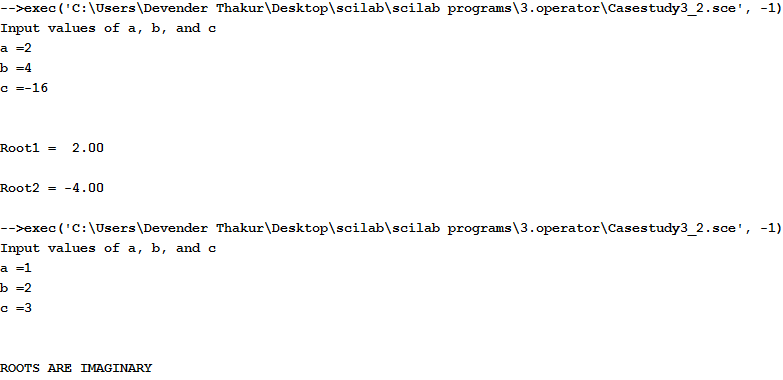 -->exec('C:\Users\Devender Thakur\Desktop\scilab\scilab programs\3.operator\Casestudy3_2.sce', -1)
Input values of a, b, and c
a =2
b =4
c =-16
Root1 =  2.00
Root2 = -4.00
-->exec('C:\Users\Devender Thakur\Desktop\scilab\scilab programs\3.operator\Casestudy3_2.sce', -1)
Input values of a, b, and c
a =1
b =2
c =3
ROOTS ARE IMAGINARY